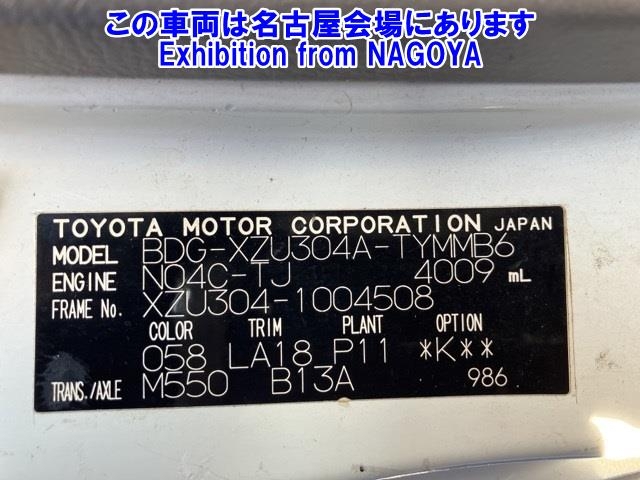 この車両は名古屋会場にあります
Exhibition from NAGOYA
TOYOTA MOTOR CORPORATION JAPAN
MODEL BDG-XZU304A-TYMMB6
ENGINE N04C-TJ 4009 mL
FRAME No. XZU304-1004508
COLOR TRIM PLANT OPTION
058 LA18 P11 *K**
TRANS./AXLE M550 B13A 986